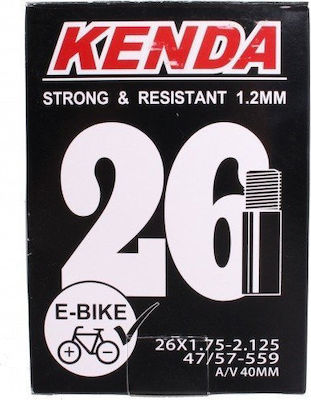 KENDA
STRONG & RESISTANT 1.2MM
26
E-BIKE
26X1.75-2.125
47/57-559
A/V 40MM